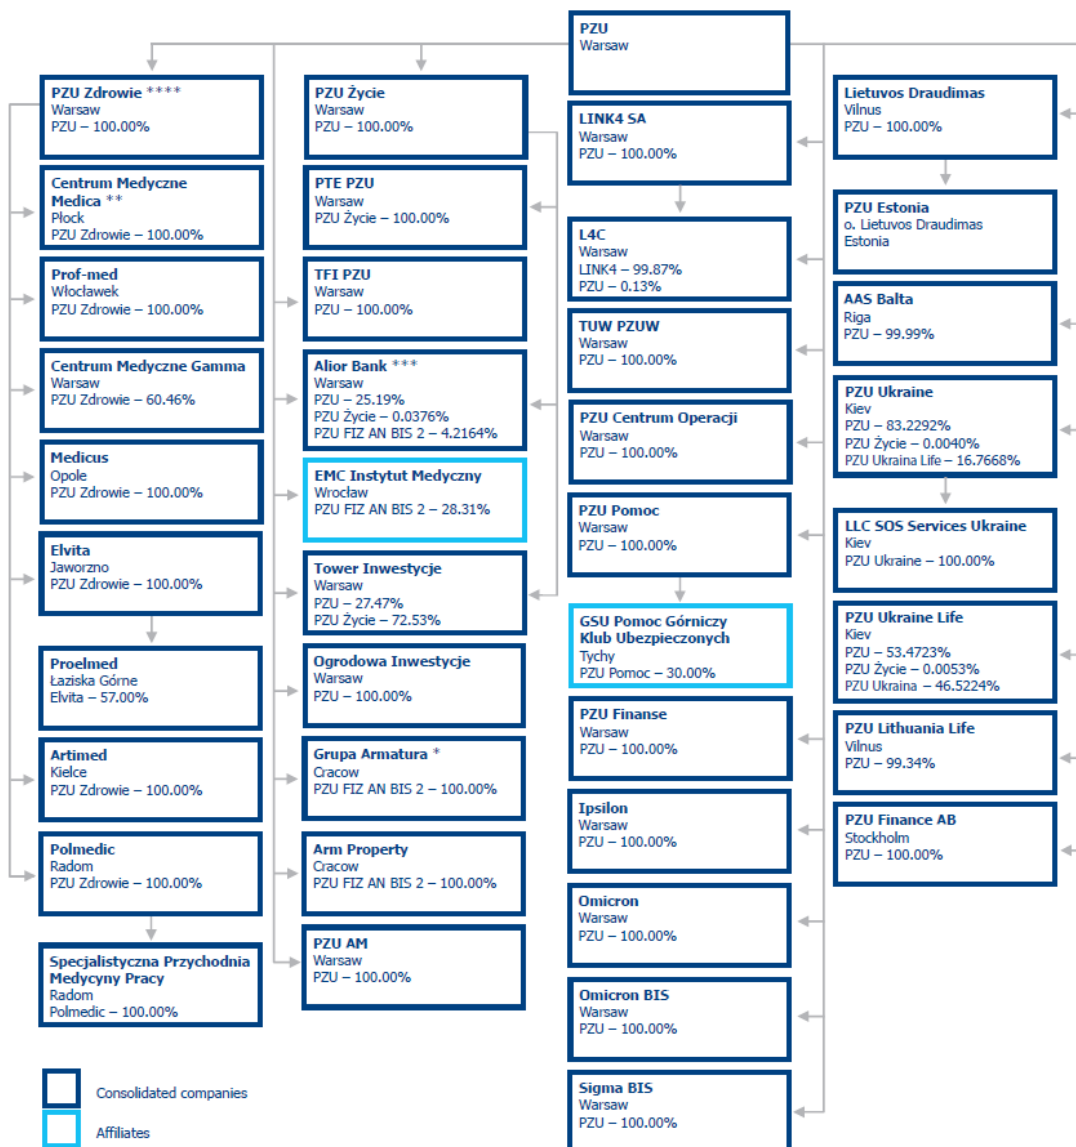 PZU
Warsaw
PZU Zdrowie ****
Warsaw
PZU – 100.00%
Centrum Medyczne
Medica **
Płock
PZU Zdrowie – 100.00%
Prof-med
Włocławek
PZU Zdrowie – 100.00%
Centrum Medyczne Gamma
Warsaw
PZU Zdrowie – 60.46%
Medicus
Opole
PZU Zdrowie – 100.00%
Elvita
Jaworzno
PZU Zdrowie – 100.00%
Proelmed
Łaziska Górne
Elvita – 57.00%
Artimed
Kielce
PZU Zdrowie – 100.00%
Polmedic
Radom
PZU Zdrowie – 100.00%
Specjalistyczna Przychodnia
Medycyny Pracy
Radom
Polmedic – 100.00%
PZU Życie
Warsaw
PZU – 100.00%
PTE PZU
Warsaw
PZU Życie – 100.00%
TFI PZU
Warsaw
PZU – 100.00%
Alior Bank ***
Warsaw
PZU – 25.19%
PZU Życie – 0.0376%
PZU FIZ AN BIS 2 – 4.2164%
EMC Instytut Medyczny
Wrocław
PZU FIZ AN BIS 2 – 28.31%
Tower Inwestycje
Warsaw
PZU – 27.47%
PZU Życie – 72.53%
Ogrodowa Inwestycje
Warsaw
PZU – 100.00%
Grupa Armatura *
Cracow
PZU FIZ AN BIS 2 – 100.00%
Arm Property
Cracow
PZU FIZ AN BIS 2 – 100.00%
PZU AM
Warsaw
PZU – 100.00%
LINK4 SA
Warsaw
PZU – 100.00%
L4C
Warsaw
LINK4 – 99.87%
PZU – 0.13%
TUW PZUW
Warsaw
PZU – 100.00%
PZU Centrum Operacji
Warsaw
PZU – 100.00%
PZU Pomoc
Warsaw
PZU – 100.00%
GSU Pomoc Górniczy
Klub Ubezpieczonych
Tychy
PZU Pomoc – 30.00%
PZU Finanse
Warsaw
PZU – 100.00%
Ipsilon
Warsaw
PZU – 100.00%
Omicron
Warsaw
PZU – 100.00%
Omicron BIS
Warsaw
PZU – 100.00%
Sigma BIS
Warsaw
PZU – 100.00%
Lietuvos Draudimas
Vilnus
PZU – 100.00%
PZU Estonia
o. Lietuvos Draudimas
Estonia
AAS Balta
Riga
PZU – 99.99%
PZU Ukraine
Kiev
PZU – 83.2292%
PZU Życie – 0.0040%
PZU Ukraina Life – 16.7668%
LLC SOS Services Ukraine
Kiev
PZU Ukraine – 100.00%
PZU Ukraine Life
Kiev
PZU – 53.4723%
PZU Życie – 0.0053%
PZU Ukraina – 46.5224%
PZU Lithuania Life
Vilnus
PZU – 99.34%
PZU Finance AB
Stockholm
PZU – 100.00%
Consolidated companies
Affiliates